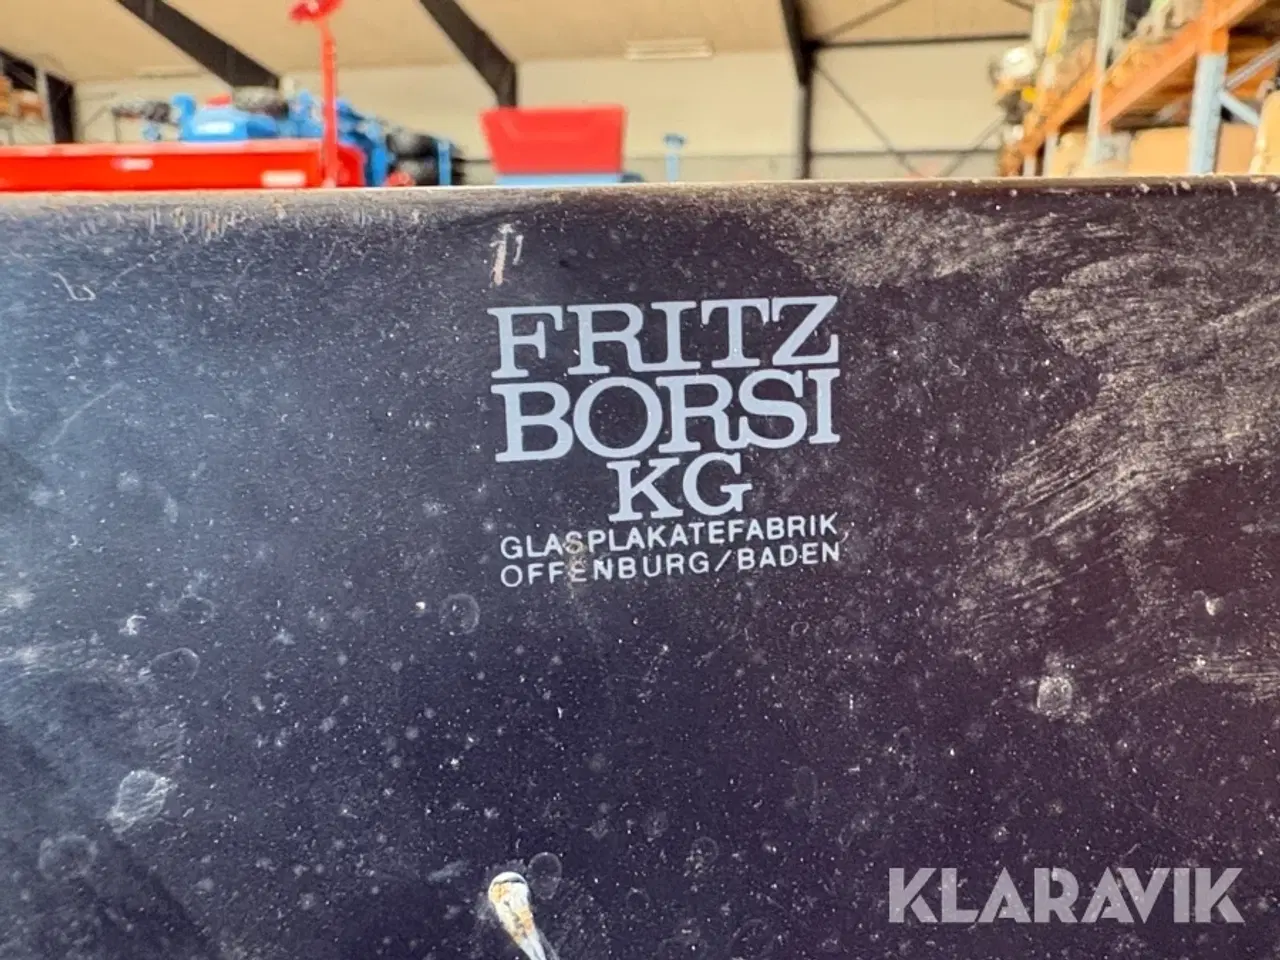 FRITZ
BORSI
KG
GLASPLAKATEFABRIK
OFFENBURG/BADEN
KLARAVIK